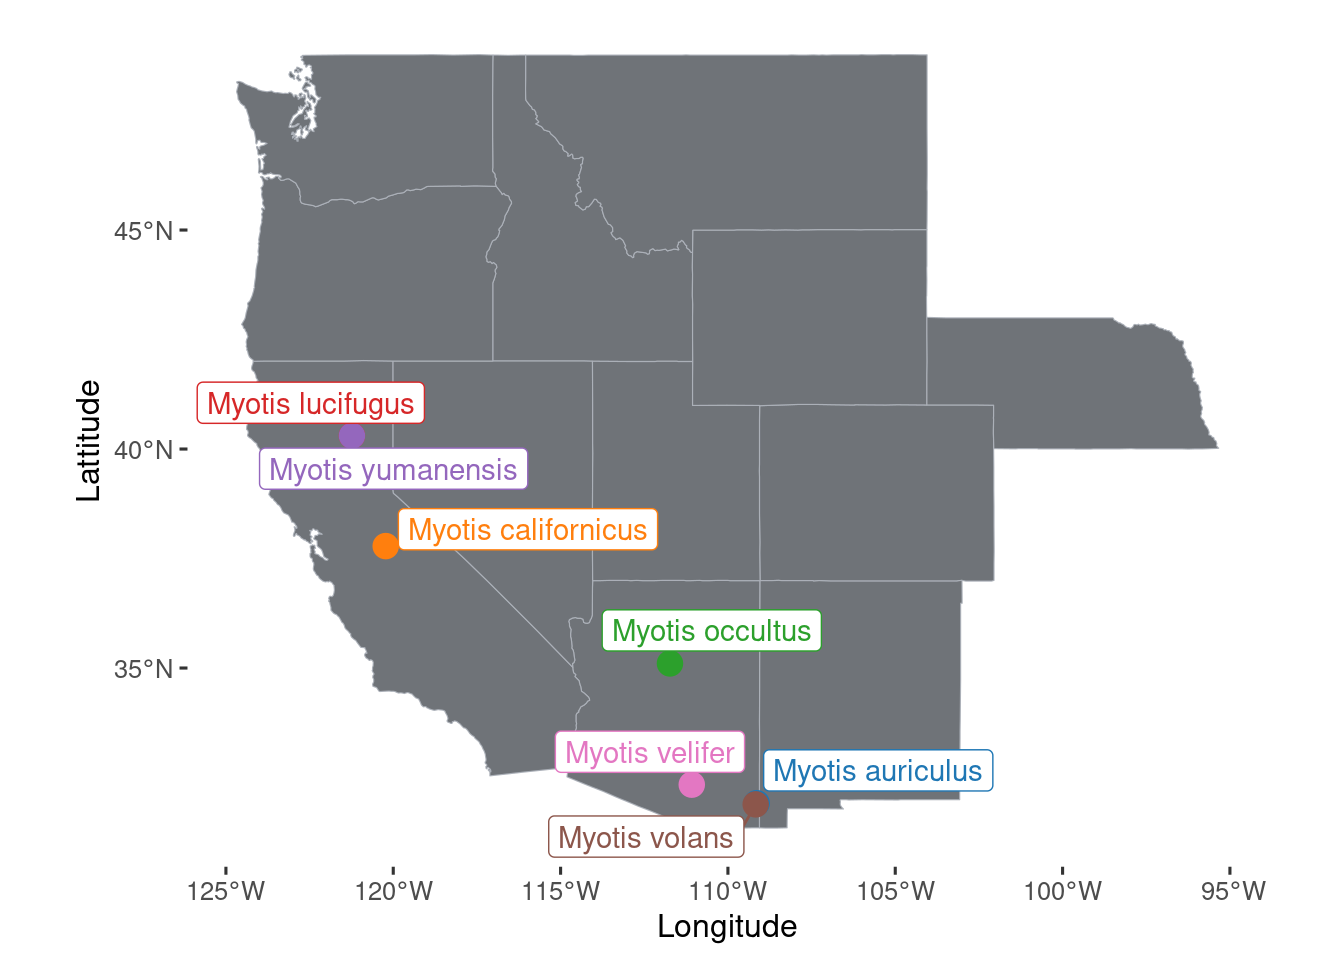 45°N
40°N
35°N
Lattitude
Myotis lucifugus
Myotis yumanensis
Myotis californicus
Myotis occultus
Myotis velifer
Myotis auriculus
Myotis volans
125°W
120°W
115°W
110°W
105°W
100°W
95°W
Longitude